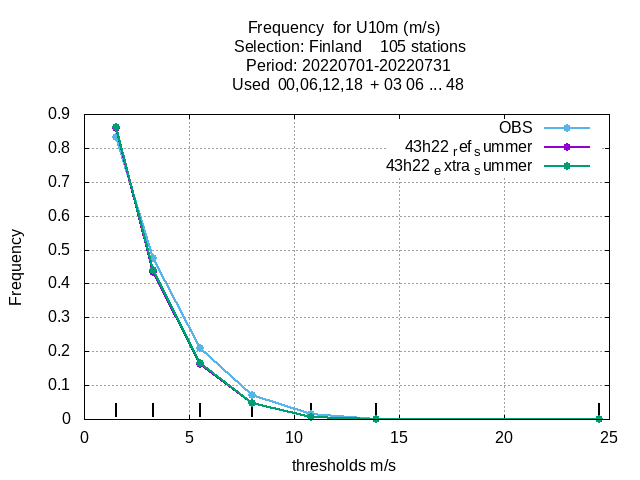 Frequency for U10m (m/s)
Selection: Finland 105 stations
Period: 20220701-20220731
Used 00,06,12,18 + 03 06 ... 48
0.9
0.8
0.7
0.6
0.5
0.4
0.3
0.2
0.1
0
OBS
43h22 ref summer
43h22 extra summer
Frequency
0 5 10 15 20 25
thresholds m/s